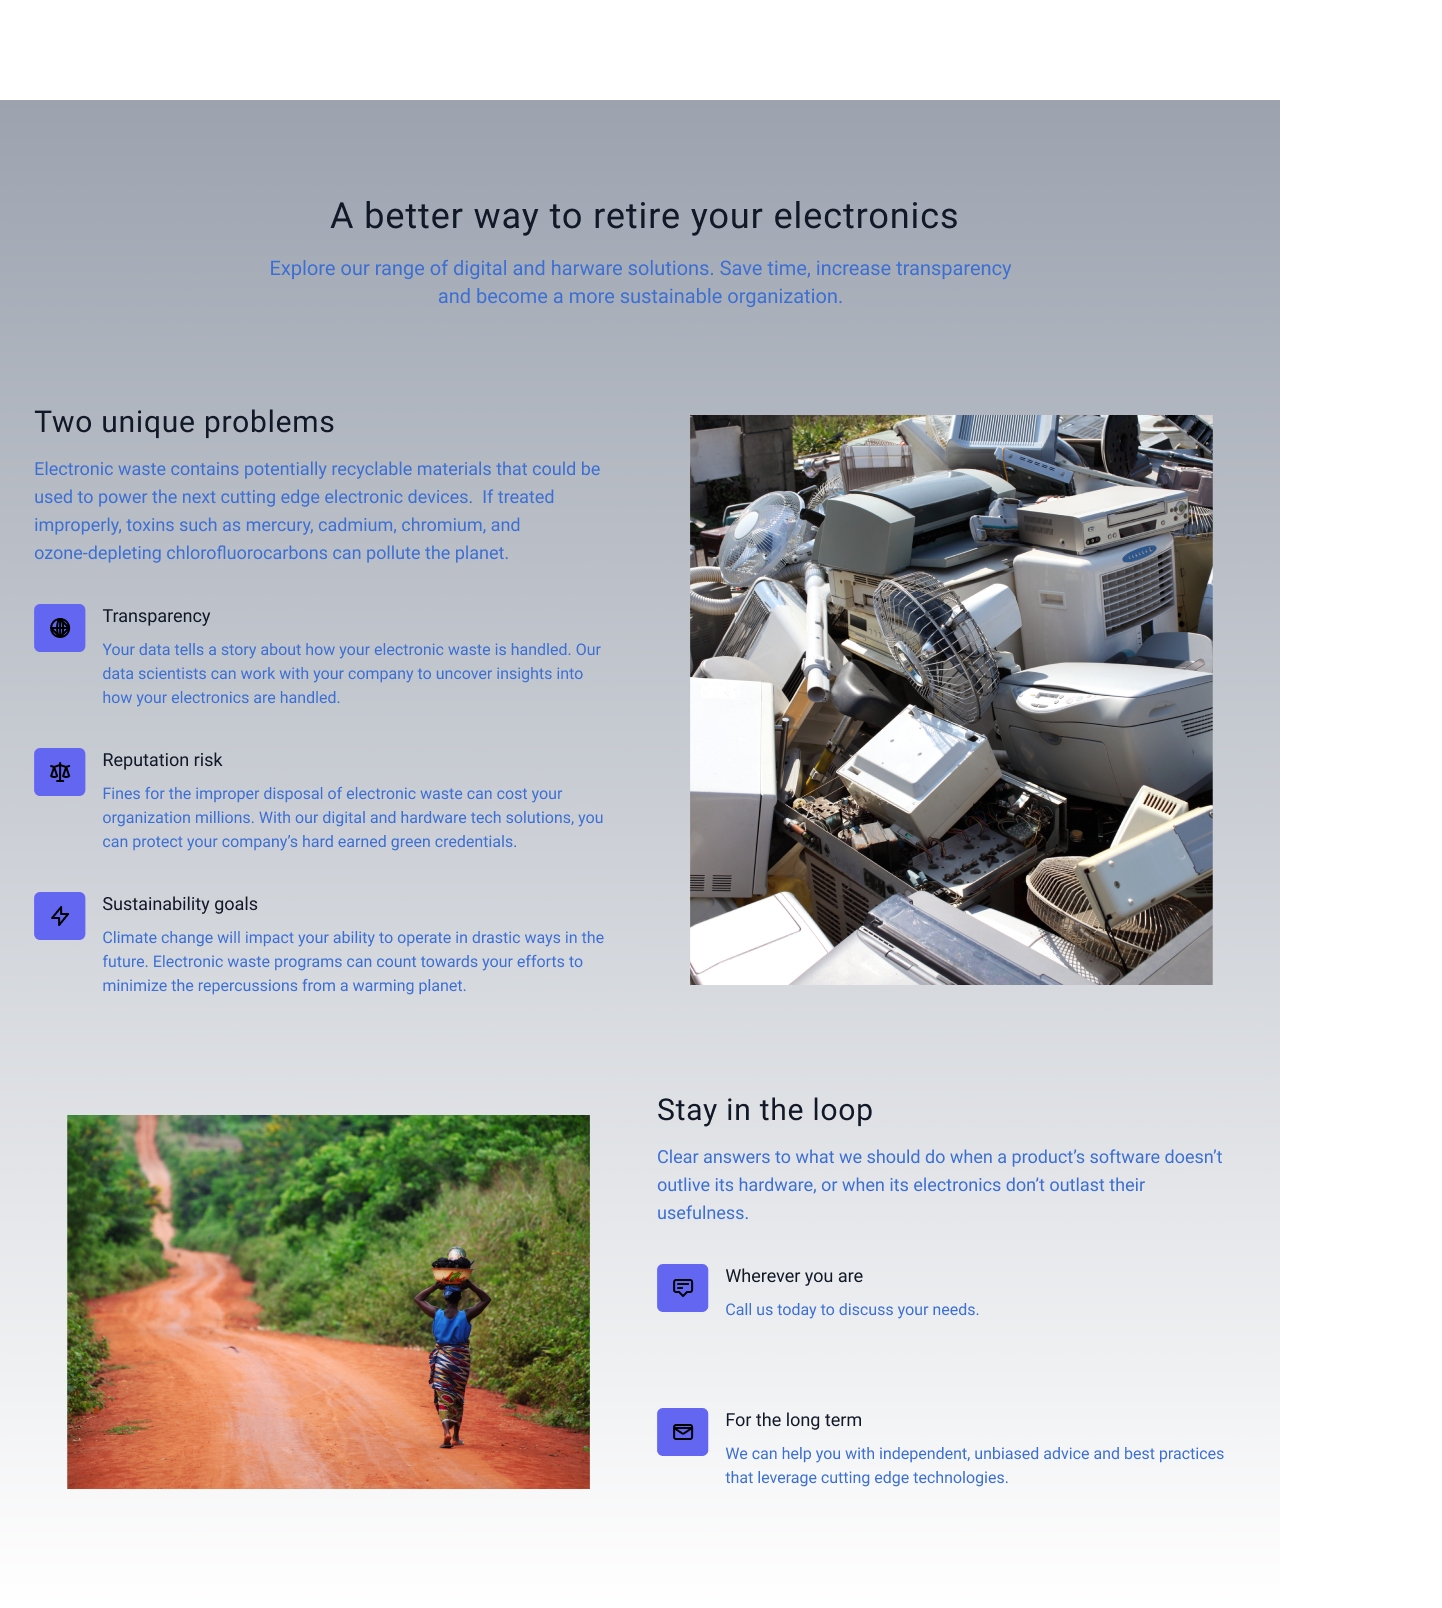 A better way to retire your electronics
Explore our range of digital and harware solutions. Save time, increase transparency
and become a more sustainable organization.
Two unique problems
Electronic waste contains potentially recyclable materials that could be
used to power the next cutting edge electronic devices.  If treated
improperly, toxins such as mercury, cadmium, chromium, and
ozone-depleting chlorofluorocarbons can pollute the planet.
Transparency
Your data tells a story about how your electronic waste is handled. Our
data scientists can work with your company to uncover insights into
how your electronics are handled.
Reputation risk
Fines for the improper disposal of electronic waste can cost your
organization millions. With our digital and hardware tech solutions, you
can protect your company’s hard earned green credentials.
Sustainability goals
Climate change will impact your ability to operate in drastic ways in the
future. Electronic waste programs can count towards your efforts to
minimize the repercussions from a warming planet.
Stay in the loop
Clear answers to what we should do when a product’s software doesn’t
outlive its hardware, or when its electronics don’t outlast their
usefulness.
Wherever you are
Call us today to discuss your needs.
For the long term
We can help you with independent, unbiased advice and best practices
that leverage cutting edge technologies.